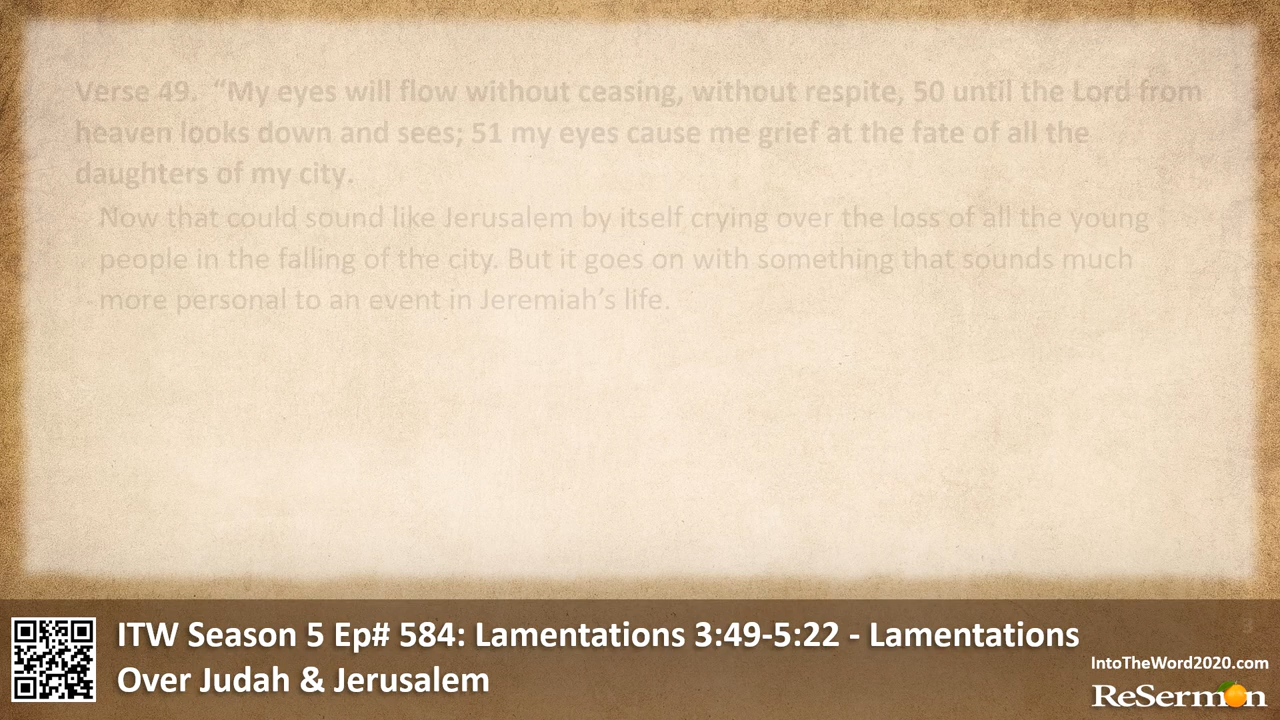 Verse 49.  “My eyes will flow without ceasing, without respite, 50 until the Lord from
heaven looks down and sees; 51 my eyes cause me grief at the fate of all the
daughters of my city.
Now that could sound like Jerusalem by itself crying over the loss of all the young
people in the falling of the city. But it goes on with something that sounds much
more personal to an event in Jeremiah’s life.
3
ITW Season 5 Ep# 584: Lamentations 3:49-5:22 - Lamentations
Over Judah & Jerusalem
IntoTheWord2020.com
ReSermon